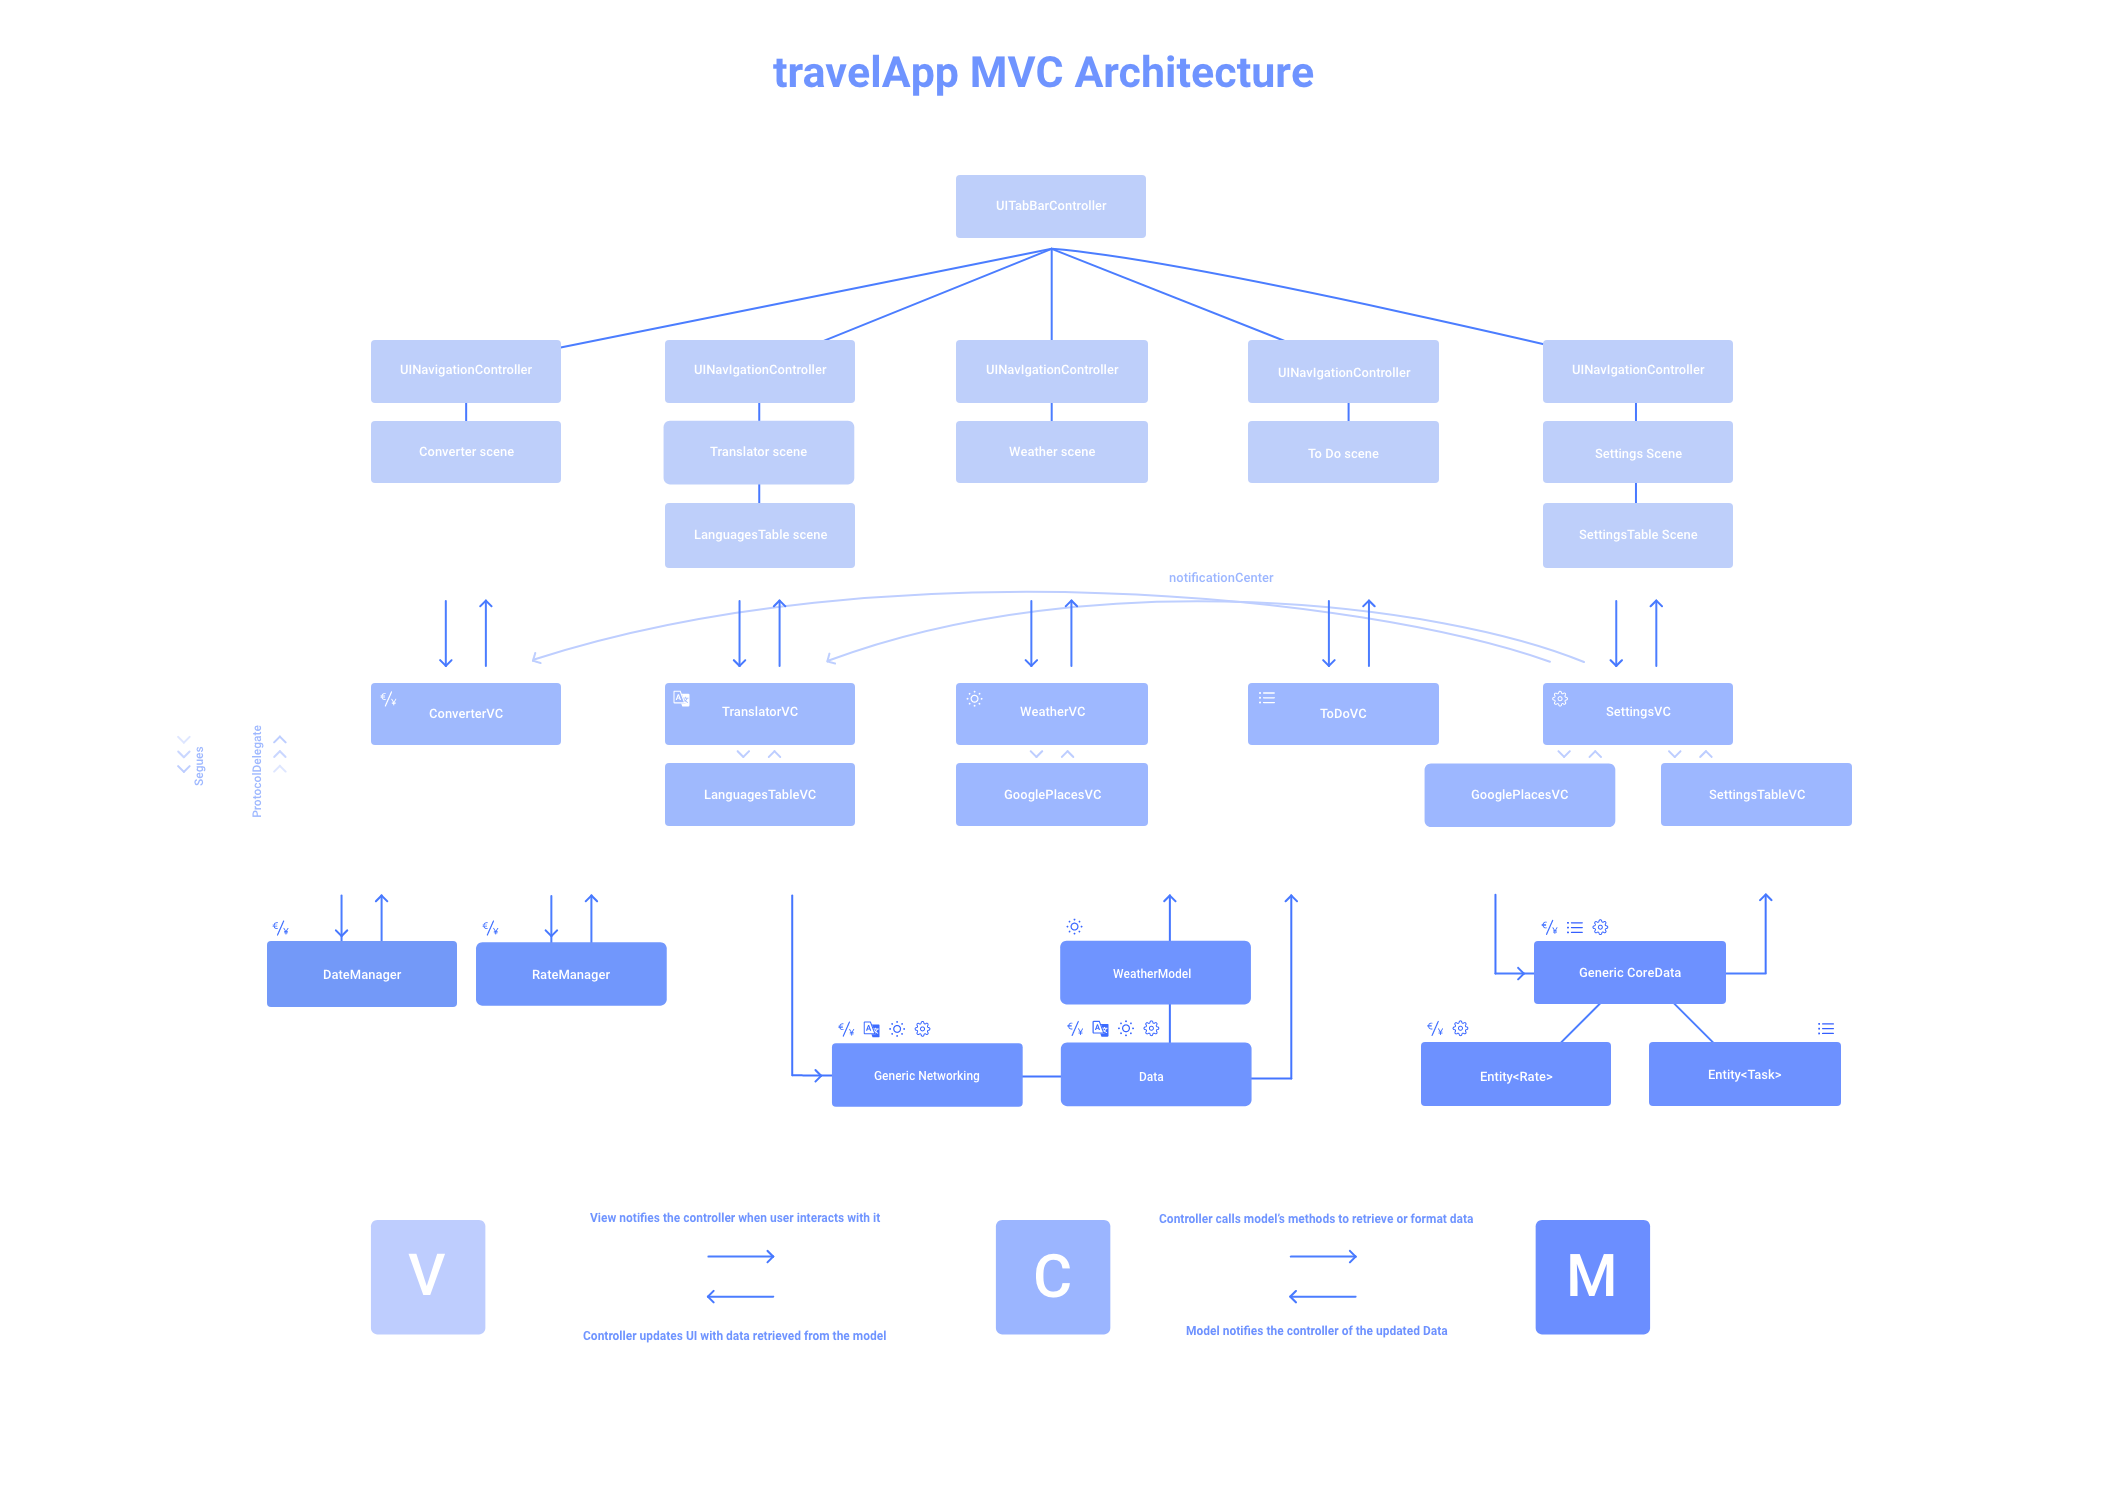 travelApp MVC Architecture
UITabBarController
UINavigationController
UINavIgationController
UINavIgationController
UINavIgationController
UINavIgationController
Converter scene
Translator scene
Weather scene
To Do scene
Settings Scene
LanguagesTable scene
SettingsTable Scene
notificationCenter
ConverterVC
TranslatorVC
WeatherVC
ToDoVC
SettingsVC
Segues
ProtocolDelegate
LanguagesTableVC
GooglePlacesVC
GooglePlacesVC
SettingsTableVC
DateManager
RateManager
WeatherModel
Generic CoreData
Generic Networking
Data
Entity<Rate>
Entity<Task>
View notifies the controller when user interacts with it
Controller calls model’s methods to retrieve or format data
V
C
M
Controller updates UI with data retrieved from the model
Model notifies the controller of the updated Data